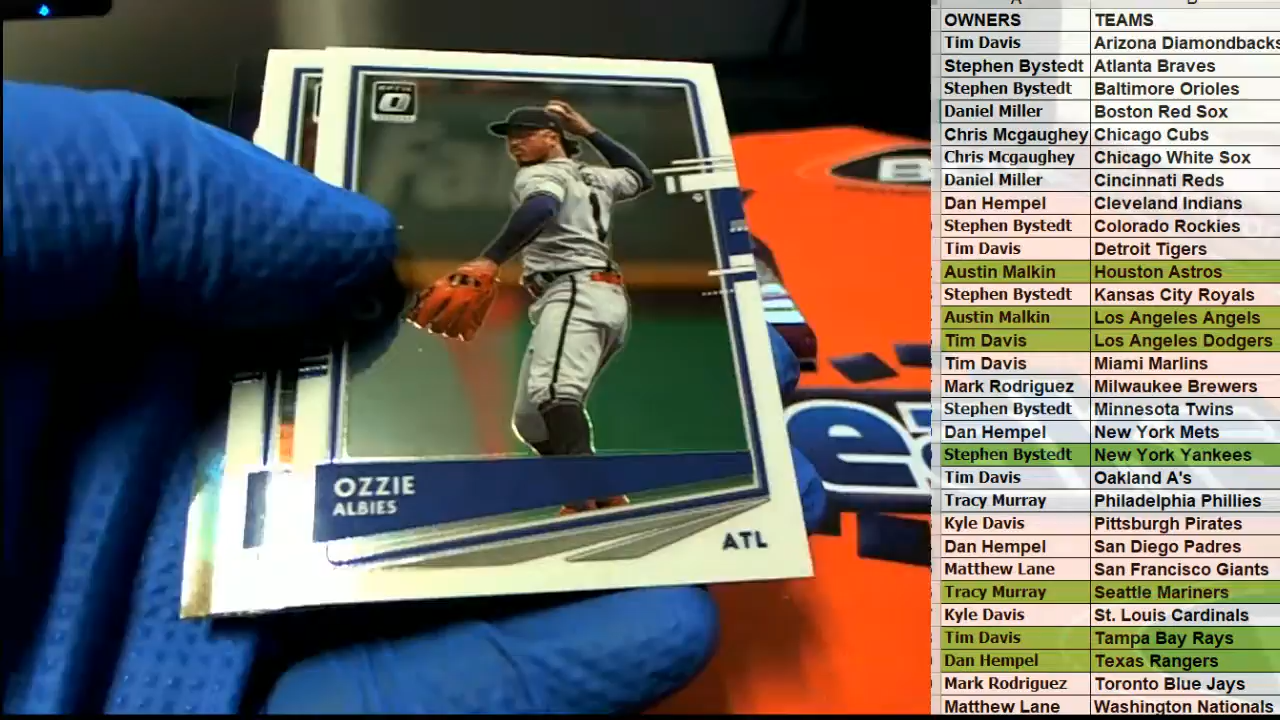 OPTIC
1
OZZIE
ALBIES
ATL
B
OWNERS TEAMS
Tim Davis Arizona Diamondbacks
Stephen Bystedt Atlanta Braves
Stephen Bystedt Baltimore Orioles
Daniel Miller Boston Red Sox
Chris Mcgaughey Chicago Cubs
Chris Mcgaughey Chicago White Sox
Daniel Miller Cincinnati Reds
Dan Hempel Cleveland Indians
Stephen Bystedt Colorado Rockies
Tim Davis Detroit Tigers
Austin Malkin Houston Astros
Stephen Bystedt Kansas City Royals
Austin Malkin Los Angeles Angels
Tim Davis Los Angeles Dodgers
Tim Davis Miami Marlins
Mark Rodriguez Milwaukee Brewers
Stephen Bystedt Minnesota Twins
Dan Hempel New York Mets
Stephen Bystedt New York Yankees
Tim Davis Oakland A's
Tracy Murray Philadelphia Phillies
Kyle Davis Pittsburgh Pirates
Dan Hempel San Diego Padres
Matthew Lane San Francisco Giants
Tracy Murray Seattle Mariners
Kyle Davis St. Louis Cardinals
Tim Davis Tampa Bay Rays
Dan Hempel Texas Rangers
Mark Rodriguez Toronto Blue Jays
Matthew Lane Washington Nationals